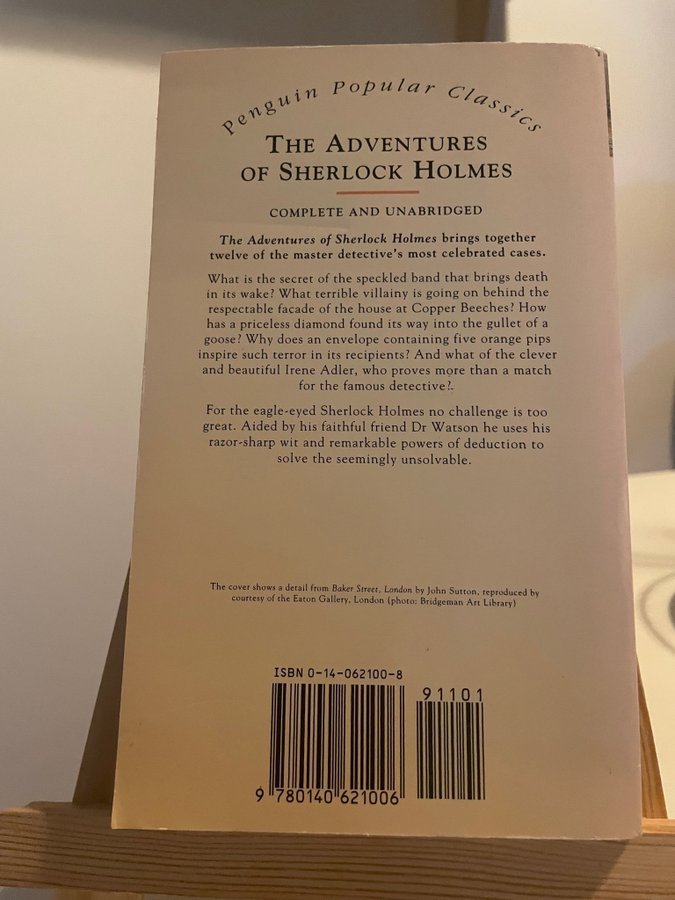 Penguin Popular Classics
THE ADVENTURES
OF SHERLOCK HOLMES
COMPLETE AND UNABRIDGED
The Adventures of Sherlock Holmes brings together
twelve of the master detective's most celebrated cases.
What is the secret of the speckled band that brings death
in its wake? What terrible villainy is going on behind the
respectable facade of the house at Copper Beeches? How
has a priceless diamond found its way into the gullet of a
goose? Why does an envelope containing five orange pips
inspire such terror in its recipients? And what of the clever
and beautiful Irene Adler, who proves more than a match
for the famous detective?.
For the eagle-eyed Sherlock Holmes no challenge is too
great. Aided by his faithful friend Dr Watson he uses his
razor-sharp wit and remarkable powers of deduction to
solve the seemingly unsolvable.
The cover shows a detail from Baker Street, London by John Sutton, reproduced by
courtesy of the Eaton Gallery, London (photo: Bridgeman Art Library)
ISBN 0-14-062100-8
91101
9 780140 621006